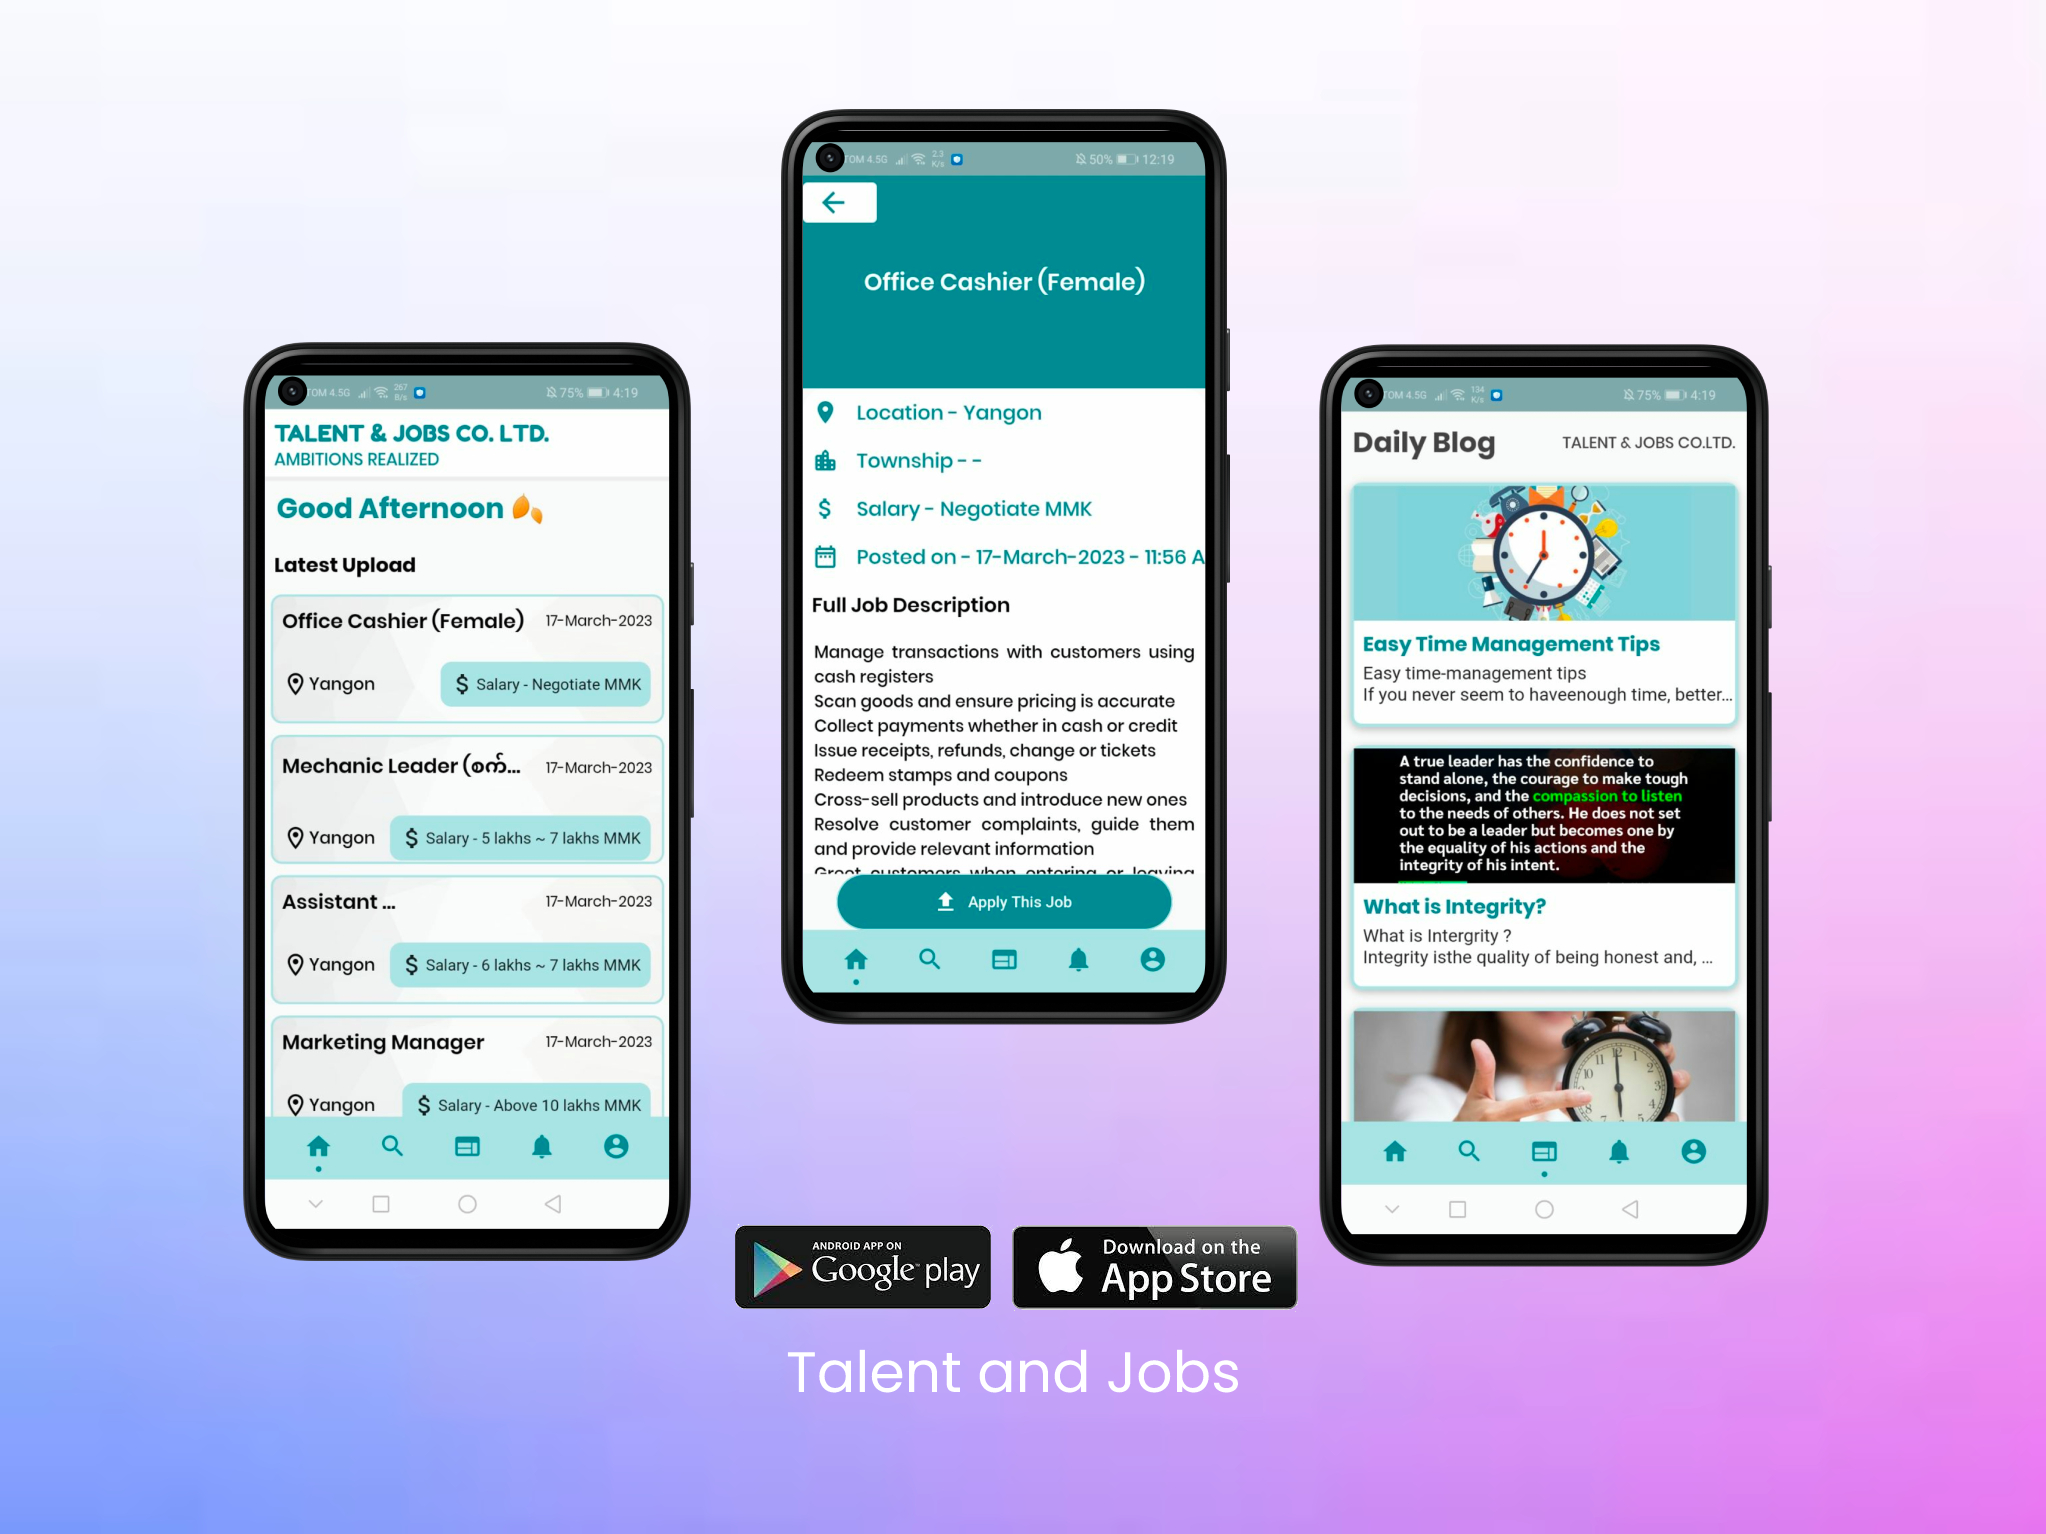 TOM 4.5G 267 B/s 75% 4:19
TALENT & JOBS CO. LTD.
AMBITIONS REALIZED
Good Afternoon
Latest Upload
Office Cashier (Female) 17-March-2023
Yangon $ Salary - Negotiate MMK
Mechanic Leader (စက်... 17-March-2023
Yangon $ Salary - 5 lakhs ~ 7 lakhs MMK
Assistant ... 17-March-2023
Yangon $ Salary - 6 lakhs ~ 7 lakhs MMK
Marketing Manager 17-March-2023
Yangon $ Salary - Above 10 lakhs MMK
TOM 4.5G 2.3 K/s 50% 12:19
Office Cashier (Female)
Location - Yangon
Township - -
$ Salary - Negotiate MMK
Posted on - 17-March-2023 - 11:56 A
Full Job Description
Manage transactions with customers using
cash registers
Scan goods and ensure pricing is accurate
Collect payments whether in cash or credit
Issue receipts, refunds, change or tickets
Redeem stamps and coupons
Cross-sell products and introduce new ones
Resolve customer complaints, guide them
and provide relevant information
Greet customers when entering or leaving
Apply This Job
TOM 4.5G 134 K/s 75% 4:19
Daily Blog TALENT & JOBS CO.LTD.
Easy Time Management Tips
Easy time-management tips
If you never seem to haveenough time, better...
A true leader has the confidence to
stand alone, the courage to make tough
decisions, and the compassion to listen
to the needs of others. He does not set
out to be a leader but becomes one by
the equality of his actions and the
integrity of his intent.
What is Integrity?
What is Intergrity ?
Integrity isthe quality of being honest and, ...
ANDROID APP ON
Google play
Download on the
App Store
Talent and Jobs